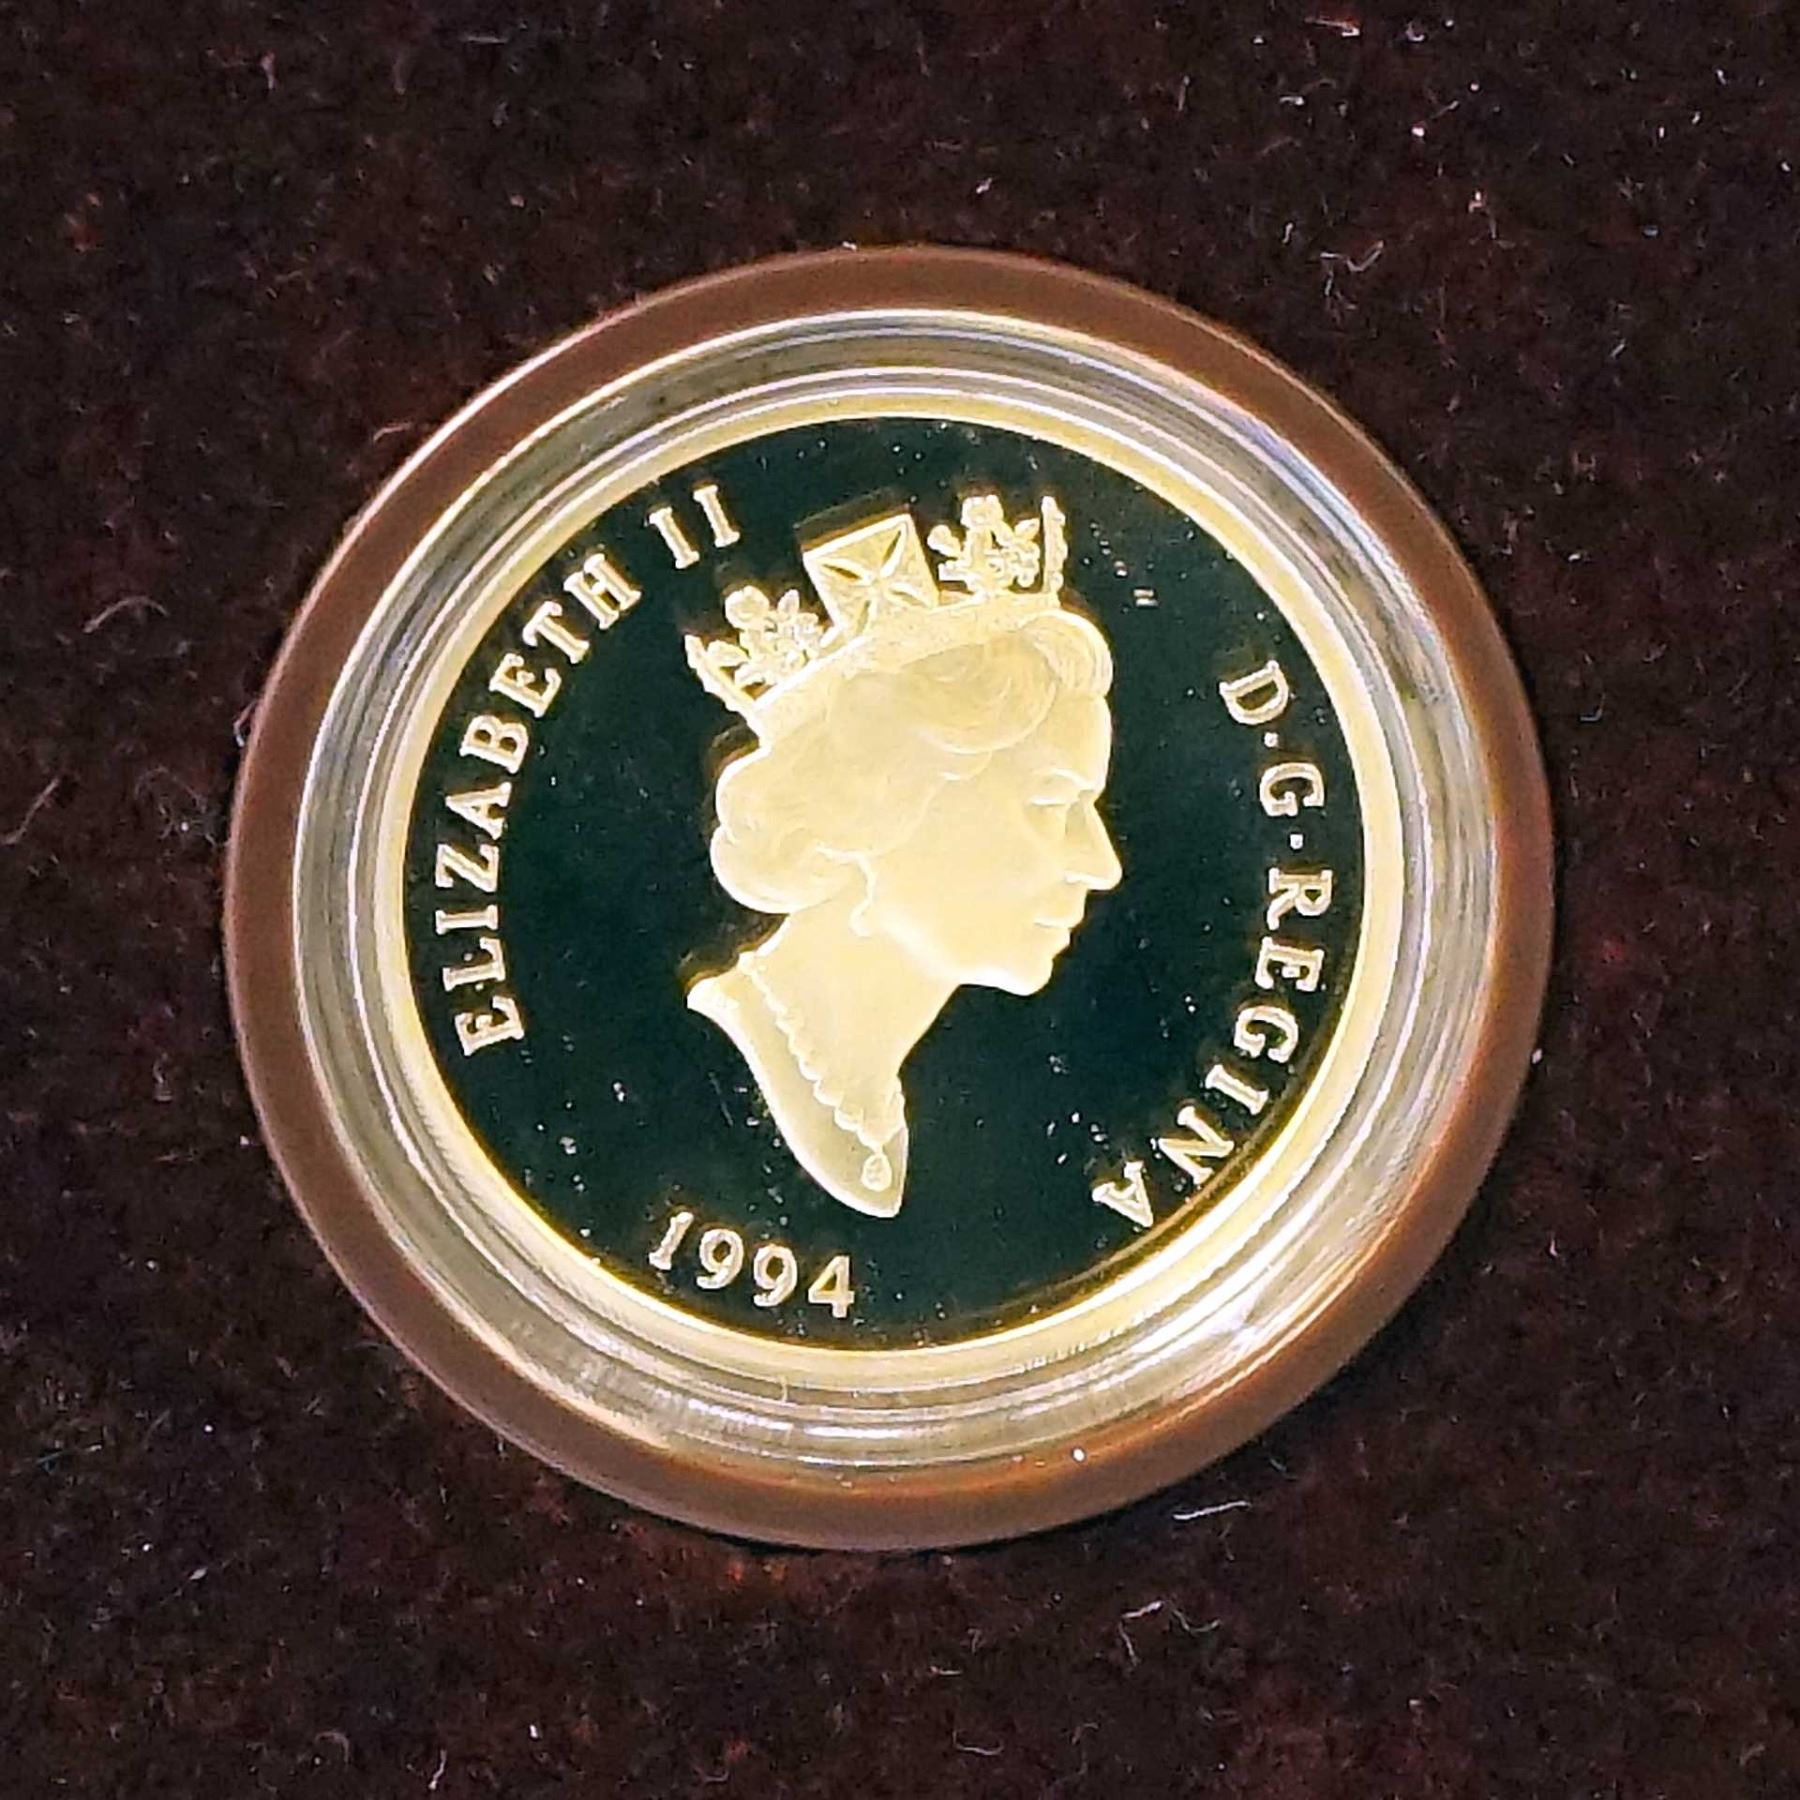 ELIZABETH II
D·G·REGINA
1994